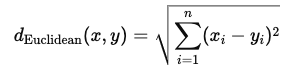 d_Euclidean(x, y) = √(∑_{i=1}^{n} (x_i − y_i)²)